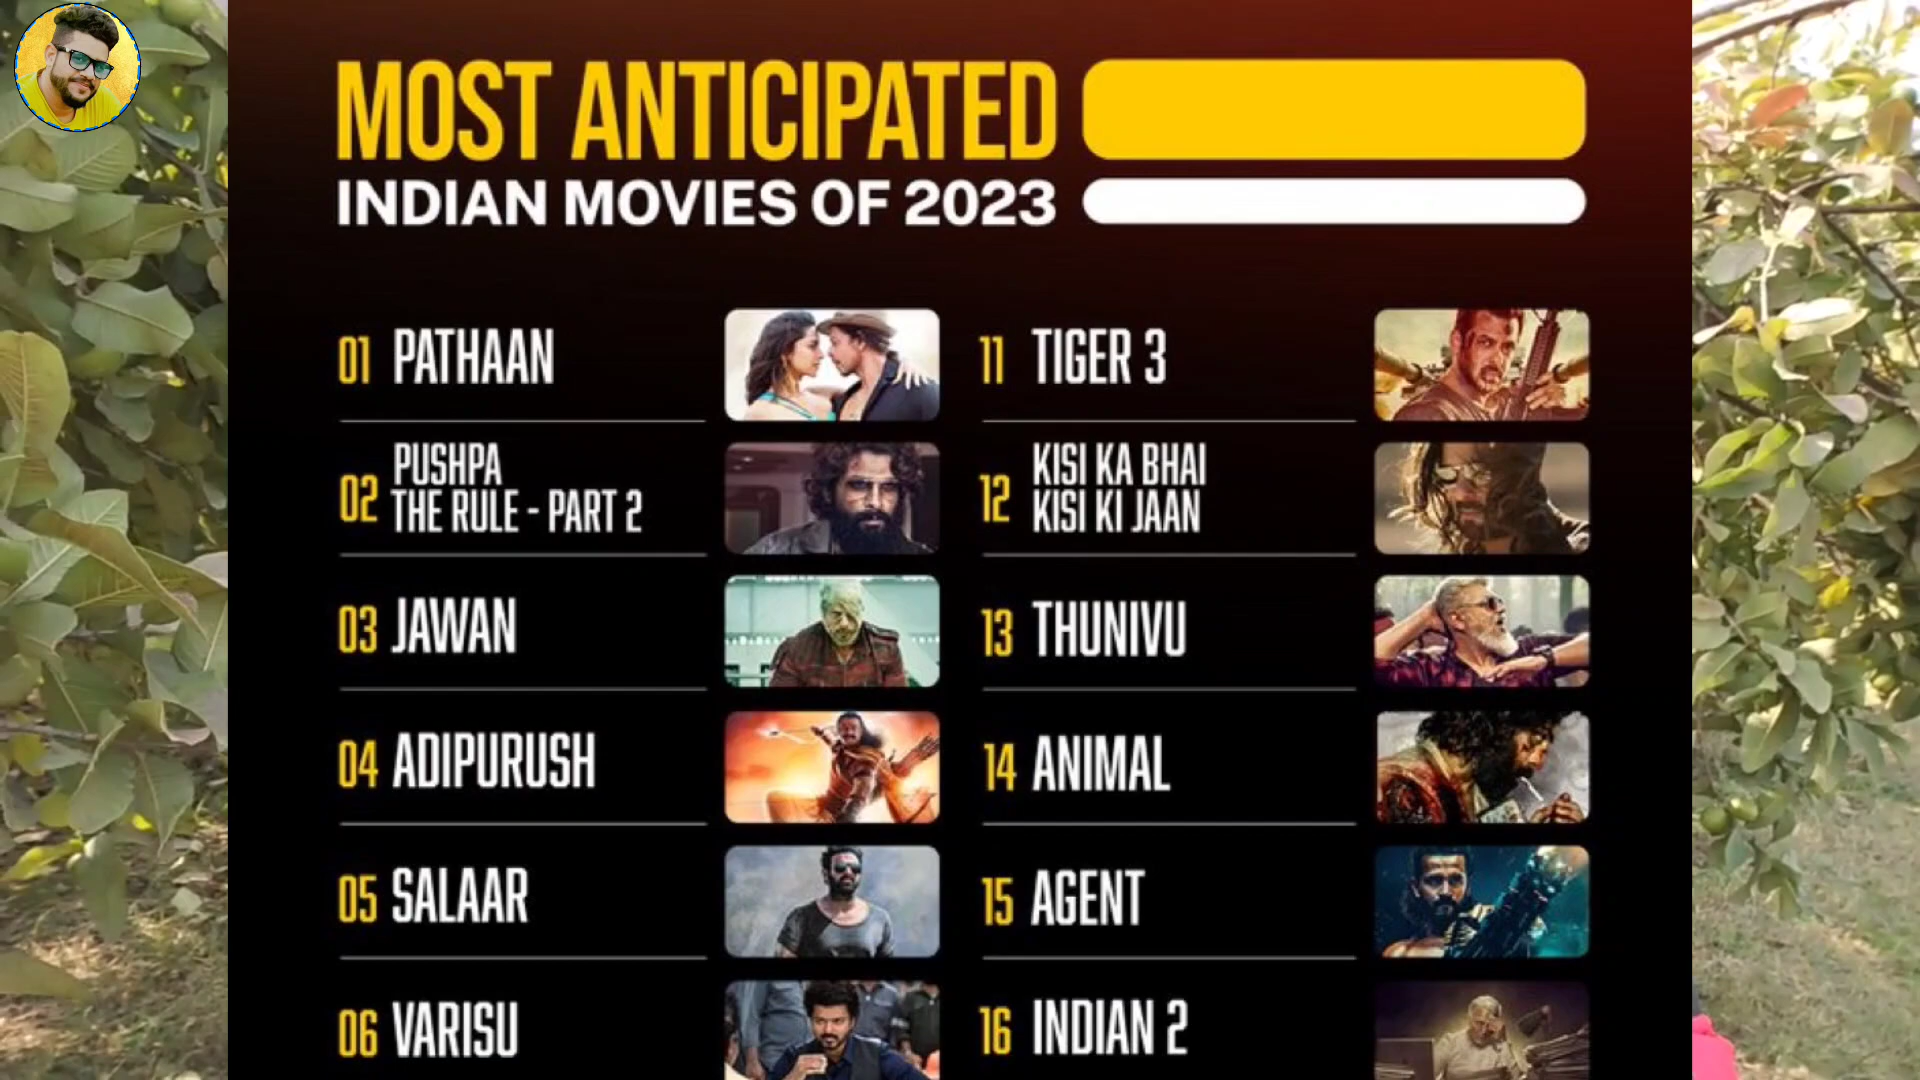 MOST ANTICIPATED
INDIAN MOVIES OF 2023
01 PATHAAN
02 PUSHPA
THE RULE - PART 2
03 JAWAN
04 ADIPURUSH
05 SALAAR
06 VARISU
11 TIGER 3
12 KISI KA BHAI
KISI KI JAAN
13 THUNIVU
14 ANIMAL
15 AGENT
16 INDIAN 2